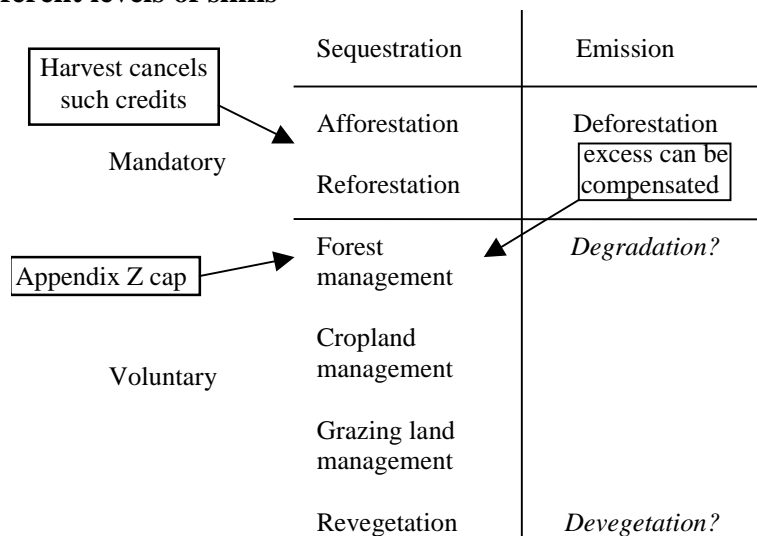 Sequestration Emission
Harvest cancels
such credits
Afforestation Deforestation
Mandatory
excess can be
compensated
Reforestation
Forest
management
Degradation?
Appendix Z cap
Cropland
management
Voluntary
Grazing land
management
Revegetation Devegetation?